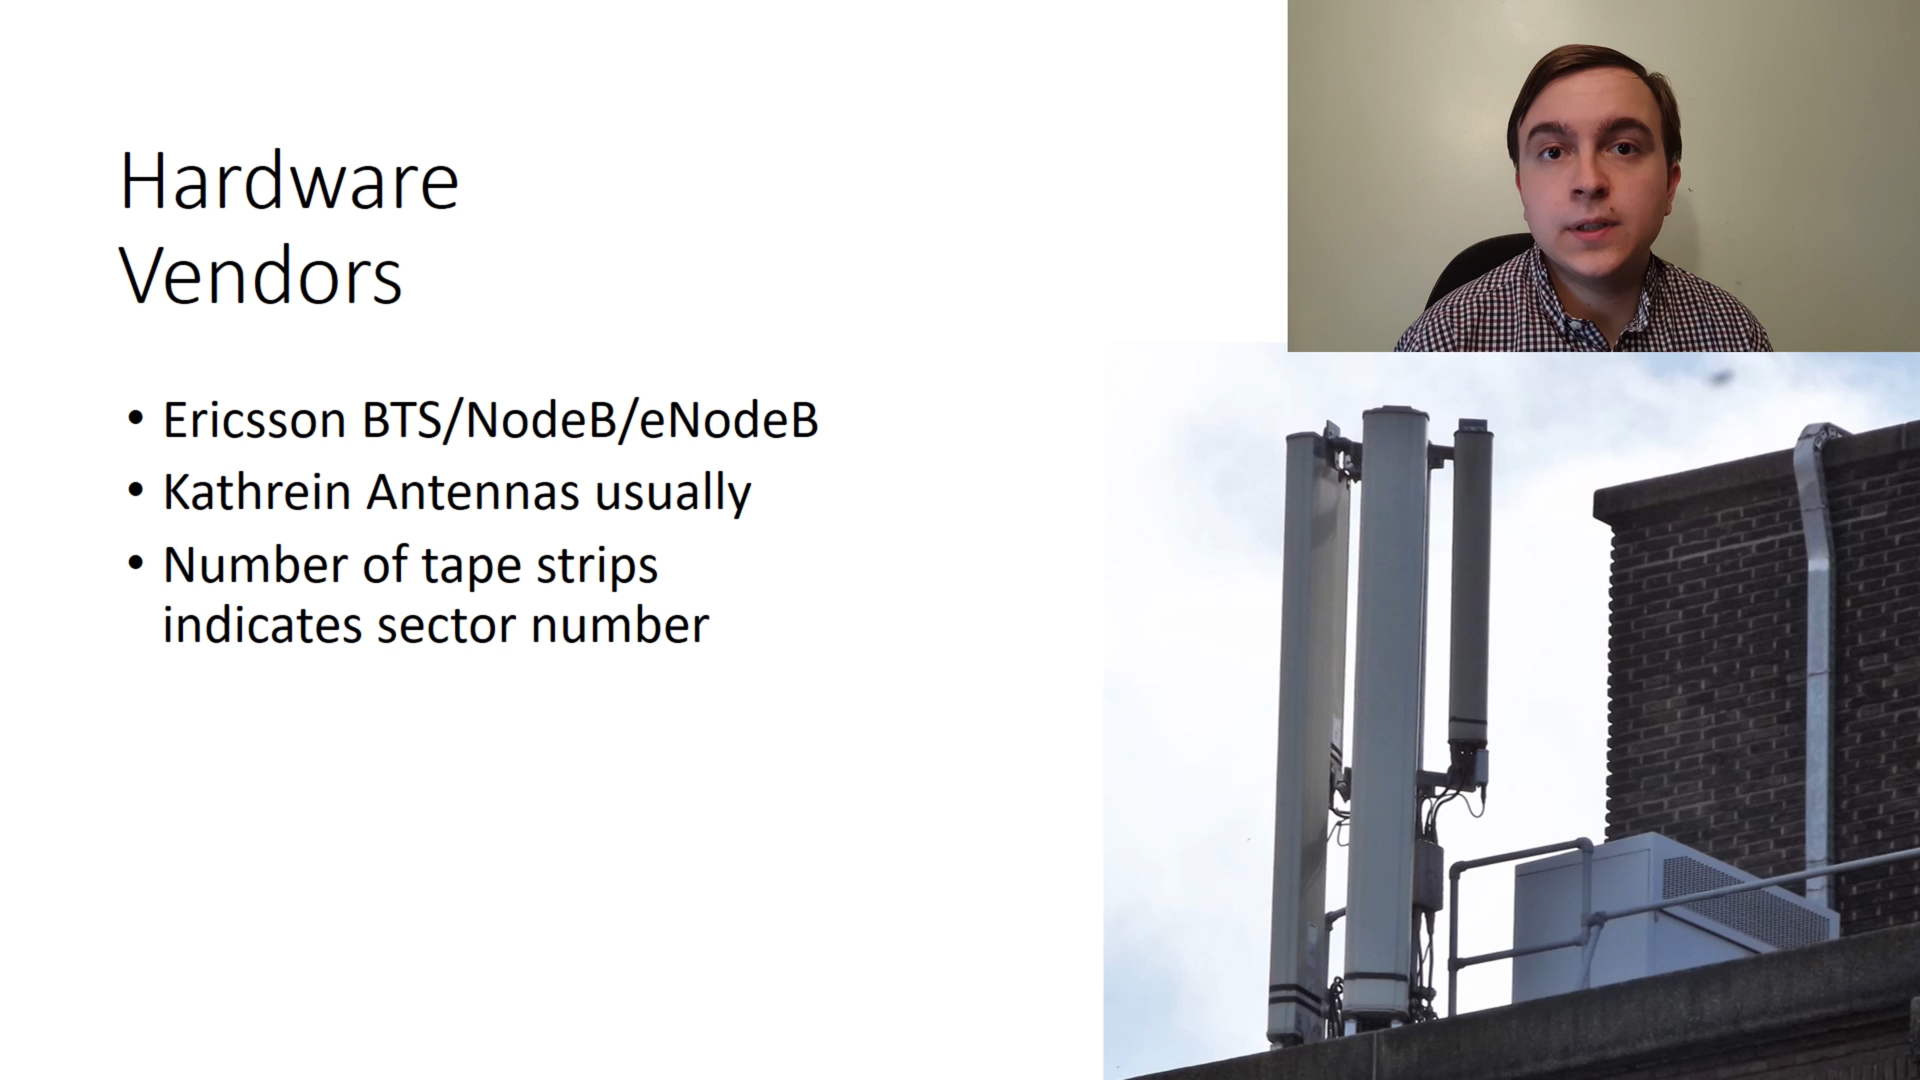 Hardware
Vendors
• Ericsson BTS/NodeB/eNodeB
• Kathrein Antennas usually
• Number of tape strips
indicates sector number